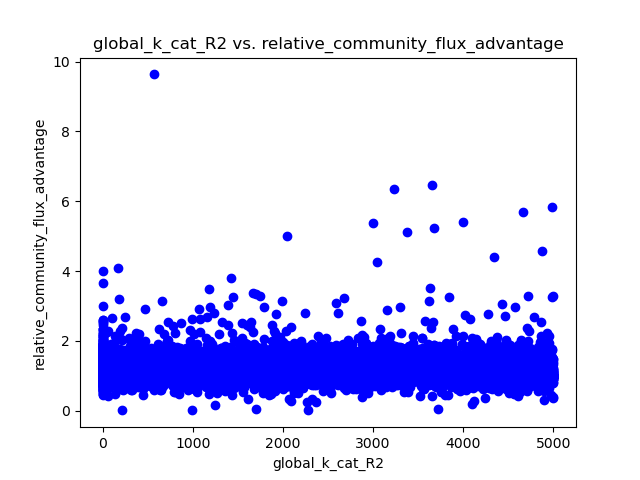 global_k_cat_R2 vs. relative_community_flux_advantage
10
8
6
4
2
0
relative_community_flux_advantage
0 1000 2000 3000 4000 5000
global_k_cat_R2